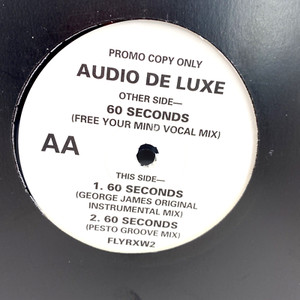 PROMO COPY ONLY
AUDIO DE LUXE
OTHER SIDE—
60 SECONDS
(FREE YOUR MIND VOCAL MIX)
AA
THIS SIDE—
1. 60 SECONDS
(GEORGE JAMES ORIGINAL
INSTRUMENTAL MIX)
2. 60 SECONDS
(PESTO GROOVE MIX)
FLYRXW2